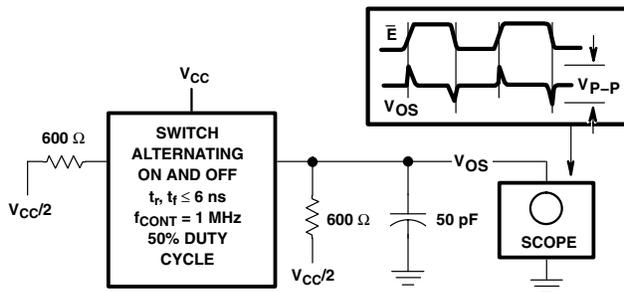 E̅
V_OS
V_P–P
V_CC
600 Ω
V_CC/2
SWITCH
ALTERNATING
ON AND OFF
t_r, t_f ≤ 6 ns
f_CONT = 1 MHz
50% DUTY
CYCLE
V_OS
600 Ω
V_CC/2
50 pF
SCOPE